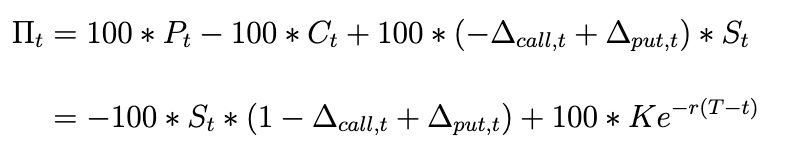 Π_t = 100 * P_t − 100 * C_t + 100 * (−Δ_{call,t} + Δ_{put,t}) * S_t
= −100 * S_t * (1 − Δ_{call,t} + Δ_{put,t}) + 100 * Ke^{−r(T−t)}